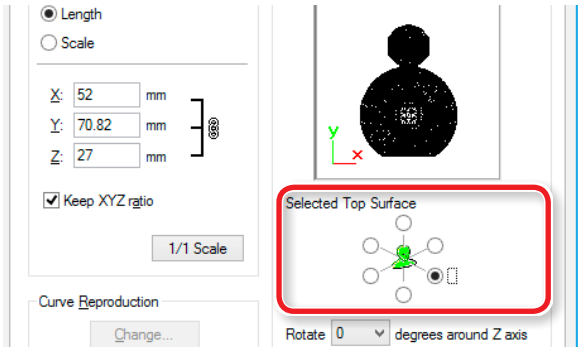 Length
Scale
X: 52 mm
Y: 70.82 mm
Z: 27 mm
Keep XYZ ratio
1/1 Scale
Curve Reproduction
Change...
y
x
Selected Top Surface
Rotate 0 degrees around Z axis